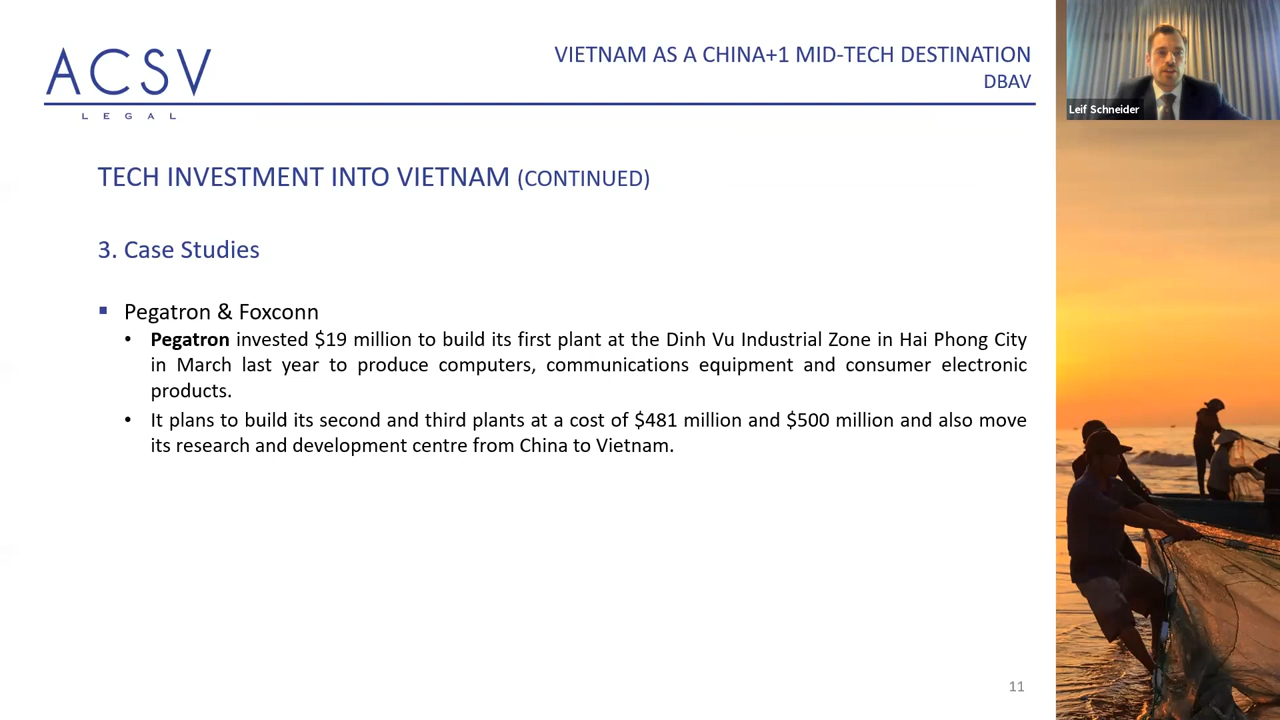 ACSV
LEGAL
VIETNAM AS A CHINA+1 MID-TECH DESTINATION
DBAV
Leif Schneider
TECH INVESTMENT INTO VIETNAM (CONTINUED)
3. Case Studies
▪ Pegatron & Foxconn
• Pegatron invested $19 million to build its first plant at the Dinh Vu Industrial Zone in Hai Phong City
in March last year to produce computers, communications equipment and consumer electronic
products.
• It plans to build its second and third plants at a cost of $481 million and $500 million and also move
its research and development centre from China to Vietnam.
11